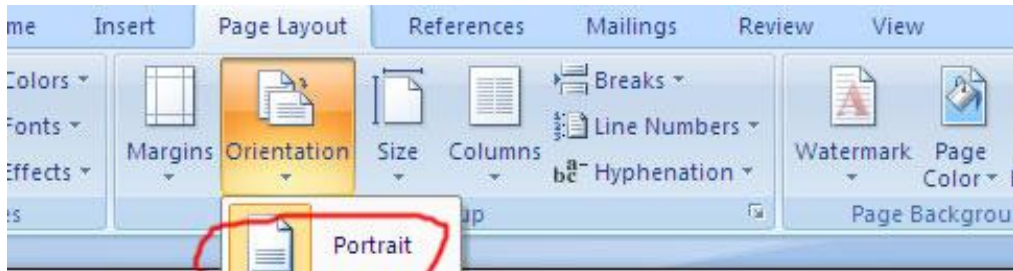 me Insert Page Layout References Mailings Review View
Colors Breaks
Fonts Line Numbers
Effects Margins Orientation Size Columns Hyphenation Watermark Page Color
es up Page Backgrou
Portrait